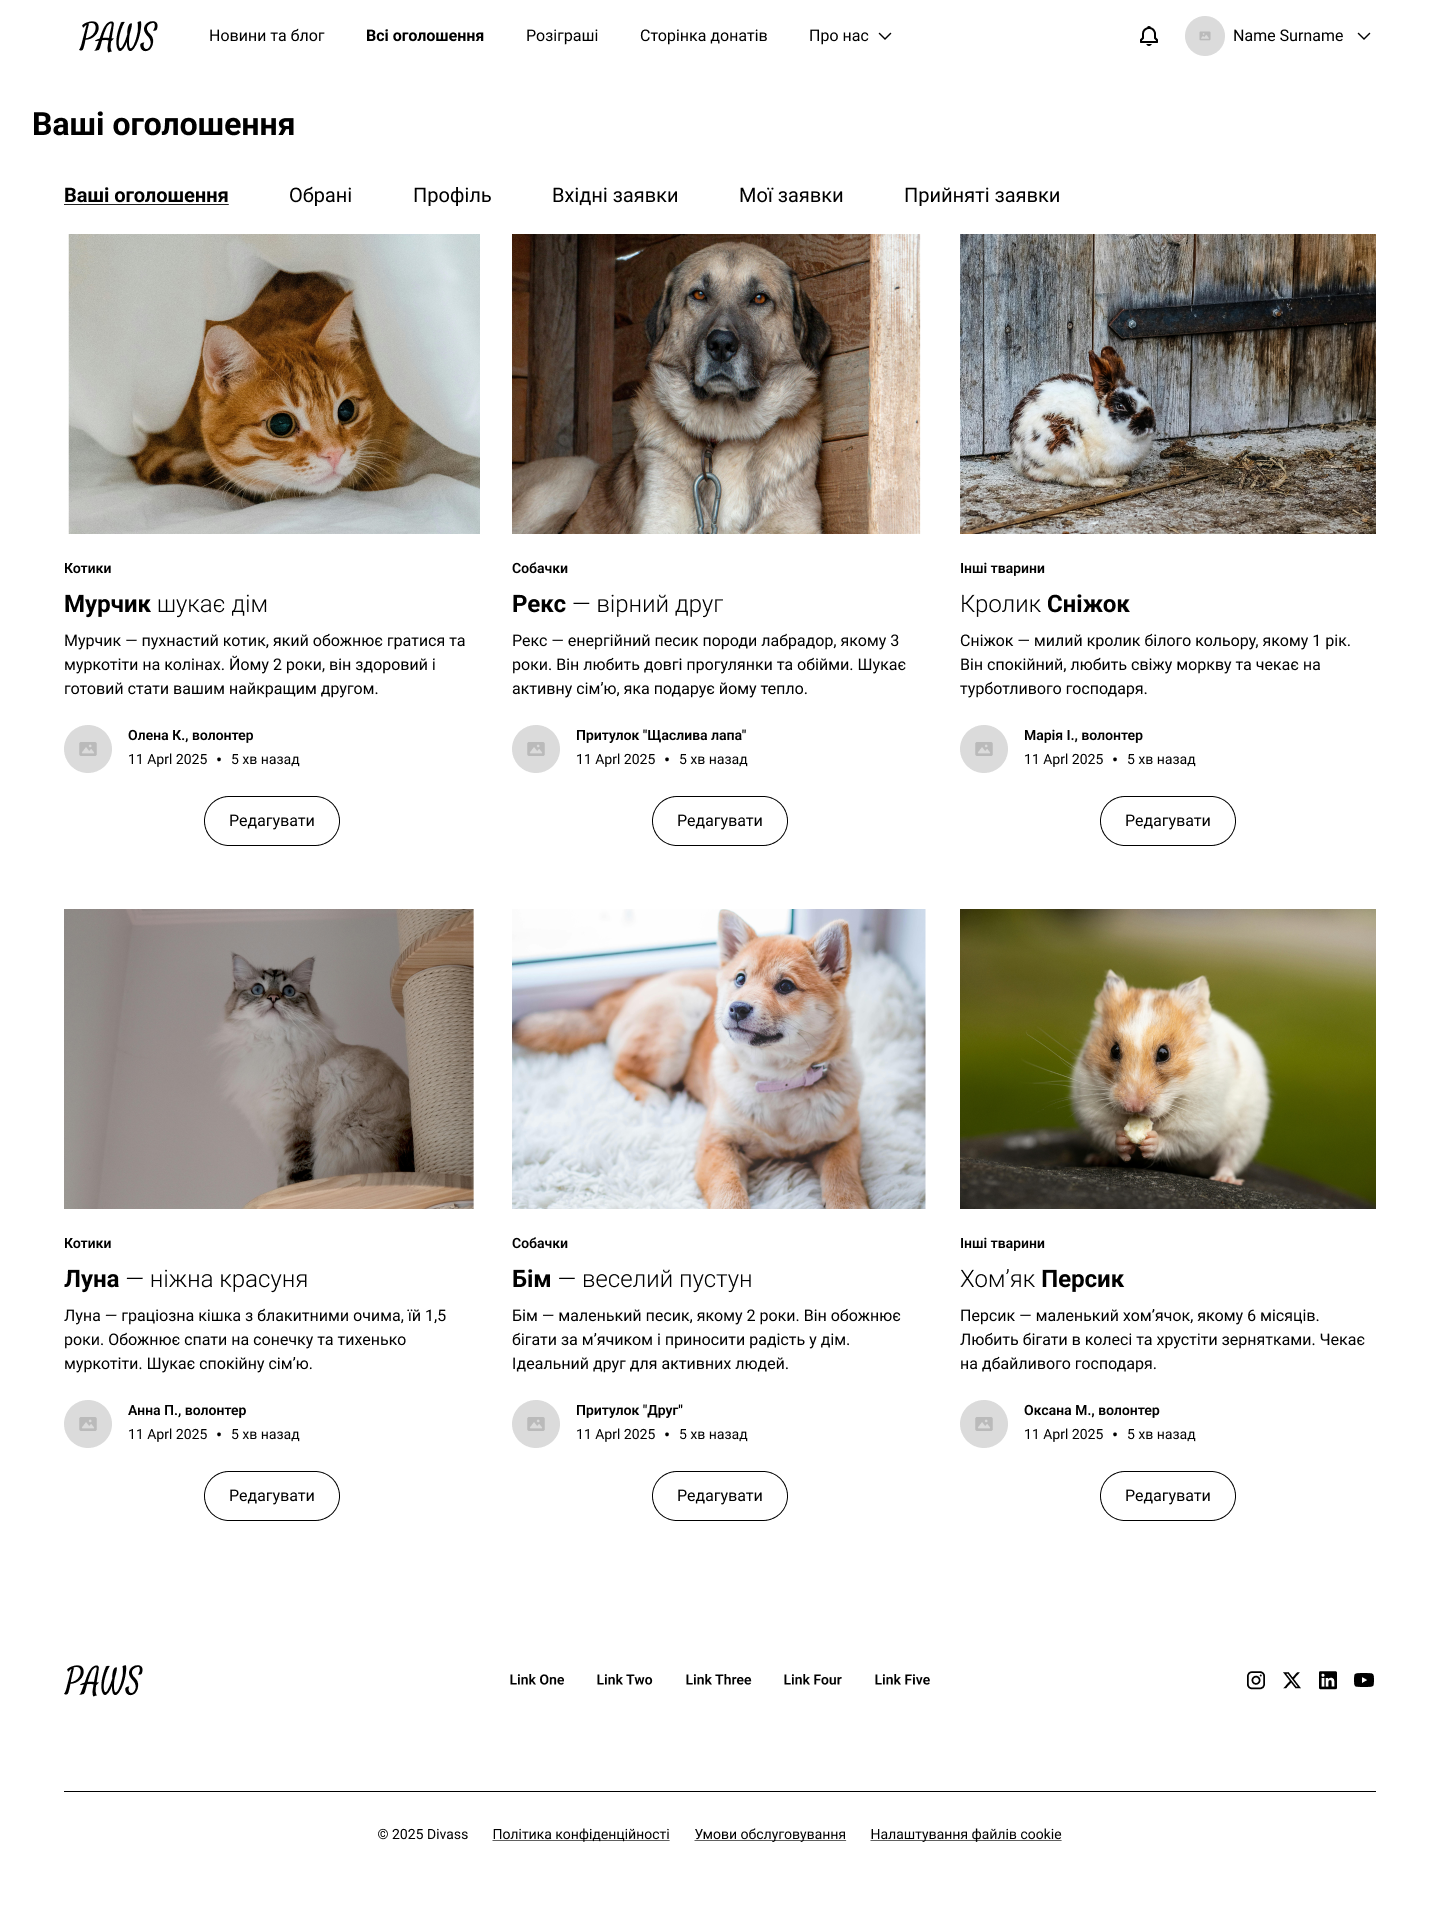 PAWS
Новини та блог
Всі оголошення
Розіграші
Сторінка донатів
Про нас
Name Surname
Ваші оголошення
Ваші оголошення
Обрані
Профіль
Вхідні заявки
Мої заявки
Прийняті заявки
Котики
Мурчик шукає дім
Мурчик — пухнастий котик, який обожнює гратися та
муркотіти на колінах. Йому 2 роки, він здоровий і
готовий стати вашим найкращим другом.
Олена К., волонтер
11 Aprl 2025 • 5 хв назад
Редагувати
Собачки
Рекс — вірний друг
Рекс — енергійний песик породи лабрадор, якому 3
роки. Він любить довгі прогулянки та обійми. Шукає
активну сім’ю, яка подарує йому тепло.
Притулок "Щаслива лапа"
11 Aprl 2025 • 5 хв назад
Редагувати
Інші тварини
Кролик Сніжок
Сніжок — милий кролик білого кольору, якому 1 рік.
Він спокійний, любить свіжу моркву та чекає на
турботливого господаря.
Марія І., волонтер
11 Aprl 2025 • 5 хв назад
Редагувати
Котики
Луна — ніжна красуня
Луна — граціозна кішка з блакитними очима, їй 1,5
роки. Обожнює спати на сонечку та тихенько
муркотіти. Шукає спокійну сім’ю.
Анна П., волонтер
11 Aprl 2025 • 5 хв назад
Редагувати
Собачки
Бім — веселий пустун
Бім — маленький песик, якому 2 роки. Він обожнює
бігати за м’ячиком і приносити радість у дім.
Ідеальний друг для активних людей.
Притулок "Друг"
11 Aprl 2025 • 5 хв назад
Редагувати
Інші тварини
Хом’як Персик
Персик — маленький хом’ячок, якому 6 місяців.
Любить бігати в колесі та хрустіти зернятками. Чекає
на дбайливого господаря.
Оксана М., волонтер
11 Aprl 2025 • 5 хв назад
Редагувати
PAWS
Link One
Link Two
Link Three
Link Four
Link Five
© 2025 Divass
Політика конфіденційності
Умови обслуговування
Налаштування файлів cookie